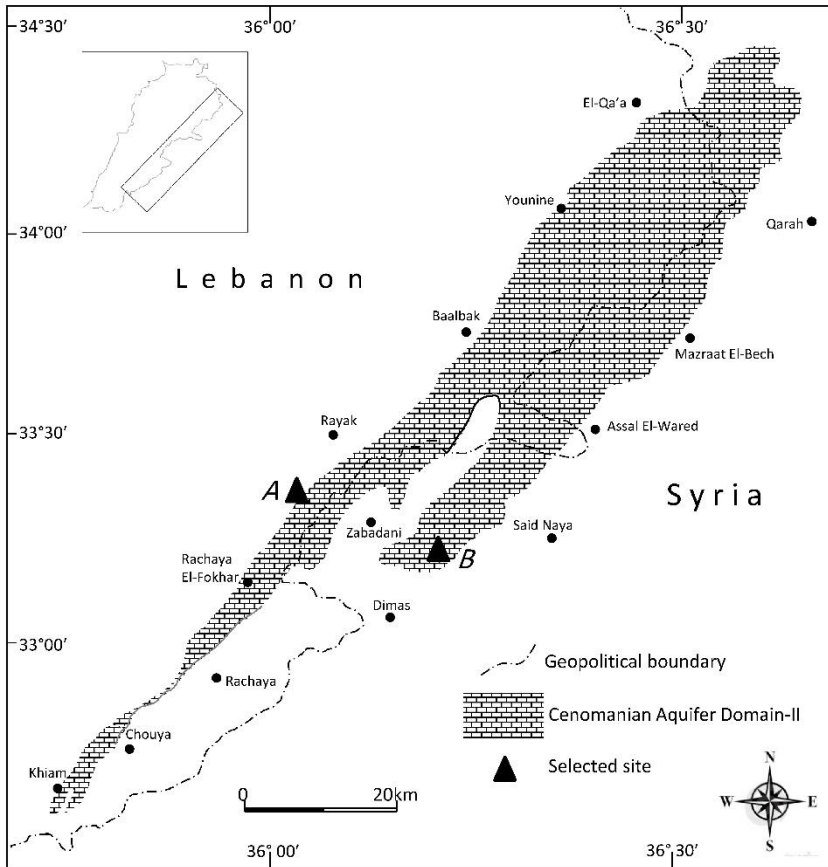 36° 00′
36° 30′
34°30′
El-Qa’a
Younine
34°00′
Qarah
Lebanon
Baalbak
Mazraat El-Bech
33°30′
Rayak
Assal El-Wared
A
Syria
Zabadani
Said Naya
B
Rachaya
El-Fokhar
Dimas
33°00′
Geopolitical boundary
Rachaya
Cenomanian Aquifer Domain-II
Chouya
Selected site
Khiam
0
20km
N
W
E
S
36° 00′
36° 30′